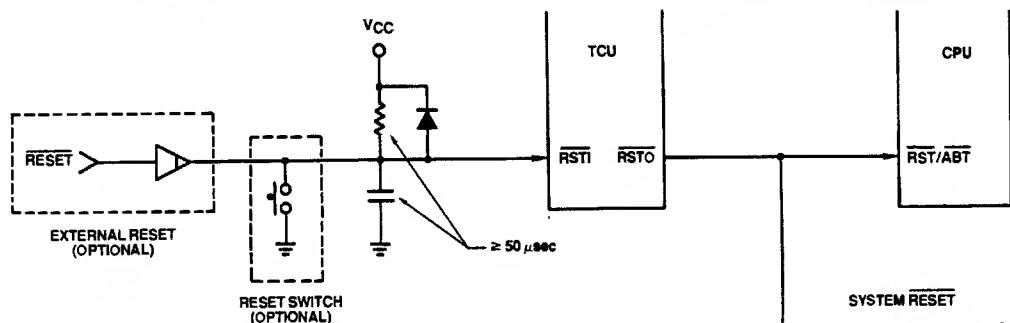 VCC
TCU
CPU
RESET
RSTI
RSTO
RST/ABT
EXTERNAL RESET
(OPTIONAL)
≥ 50 μsec
RESET SWITCH
(OPTIONAL)
SYSTEM RESET